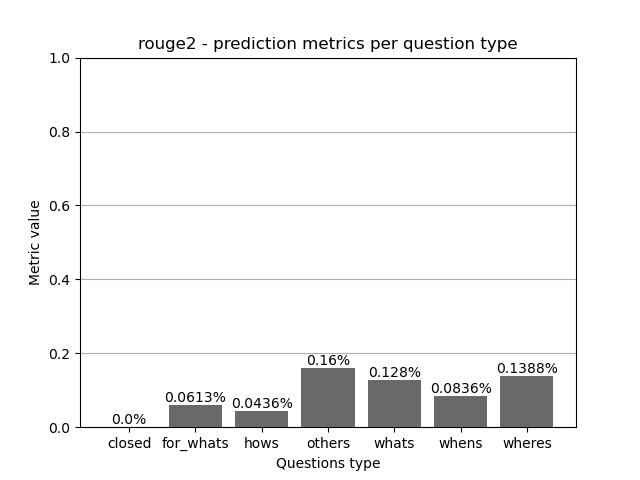 rouge2 - prediction metrics per question type
1.0
0.8
0.6
0.4
0.2
0.0
Metric value
0.0%
0.0613%
0.0436%
0.16%
0.128%
0.0836%
0.1388%
closed
for_whats
hows
others
whats
whens
wheres
Questions type